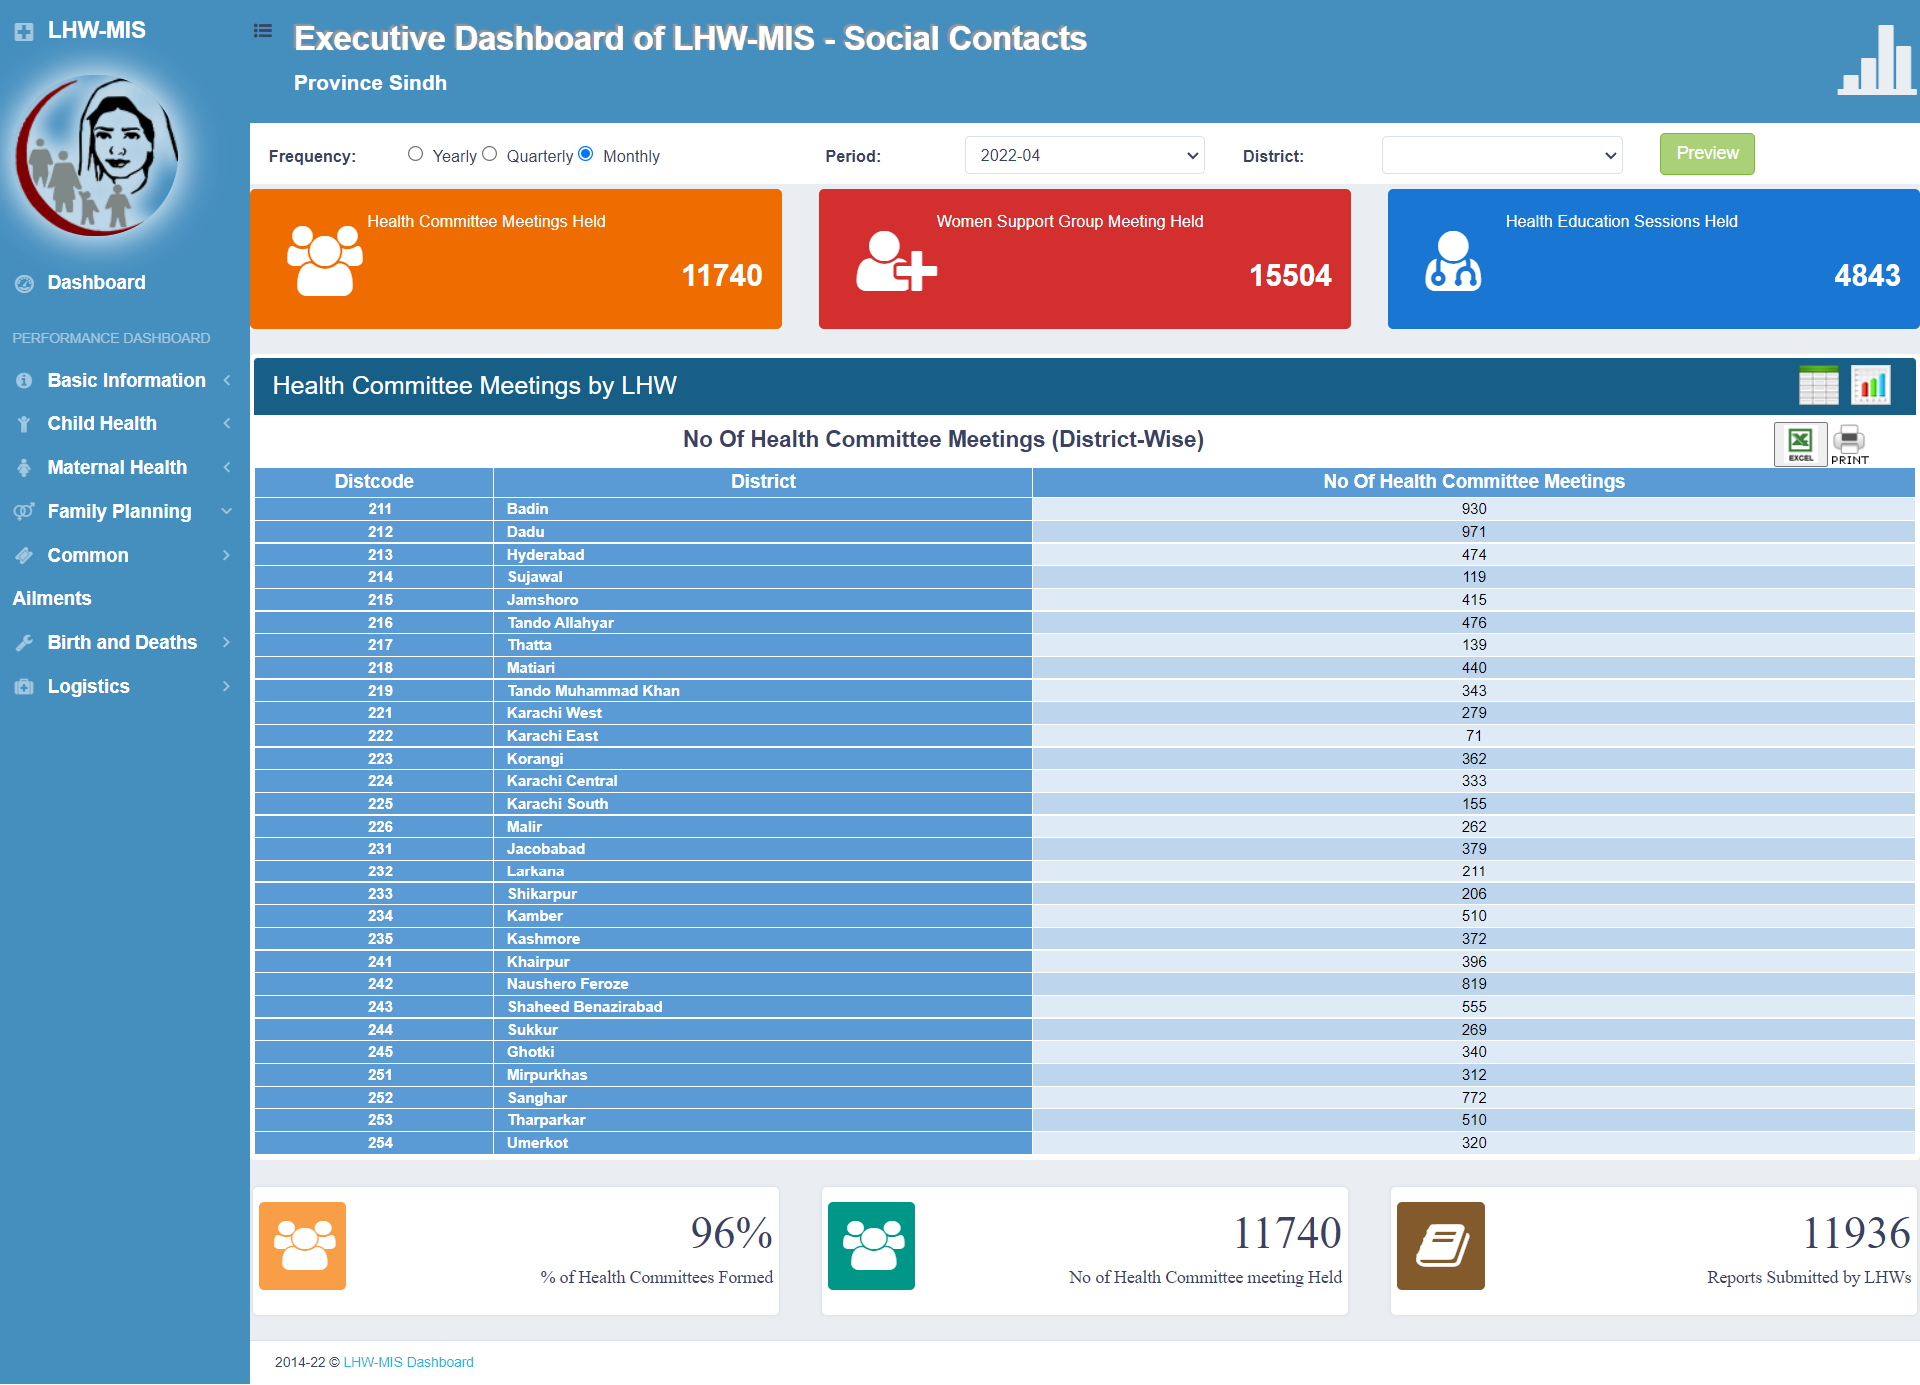 LHW-MIS
Executive Dashboard of LHW-MIS - Social Contacts
Province Sindh
Dashboard
PERFORMANCE DASHBOARD
Basic Information
Child Health
Maternal Health
Family Planning
Common
Ailments
Birth and Deaths
Logistics
Frequency: Yearly Quarterly Monthly Period: 2022-04 District: Preview
Health Committee Meetings Held
11740
Women Support Group Meeting Held
15504
Health Education Sessions Held
4843
Health Committee Meetings by LHW
No Of Health Committee Meetings (District-Wise)
EXCEL PRINT
Distcode District No Of Health Committee Meetings
211 Badin 930
212 Dadu 971
213 Hyderabad 474
214 Sujawal 119
215 Jamshoro 415
216 Tando Allahyar 476
217 Thatta 139
218 Matiari 440
219 Tando Muhammad Khan 343
221 Karachi West 279
222 Karachi East 71
223 Korangi 362
224 Karachi Central 333
225 Karachi South 155
226 Malir 262
231 Jacobabad 379
232 Larkana 211
233 Shikarpur 206
234 Kamber 510
235 Kashmore 372
241 Khairpur 396
242 Naushero Feroze 819
243 Shaheed Benazirabad 555
244 Sukkur 269
245 Ghotki 340
251 Mirpurkhas 312
252 Sanghar 772
253 Tharparkar 510
254 Umerkot 320
96%
% of Health Committees Formed
11740
No of Health Committee meeting Held
11936
Reports Submitted by LHWs
2014-22 © LHW-MIS Dashboard